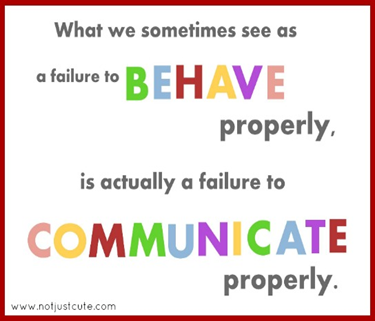 What we sometimes see as
a failure to BEHAVE
properly,
is actually a failure to
COMMUNICATE
properly.
www.notjustcute.com